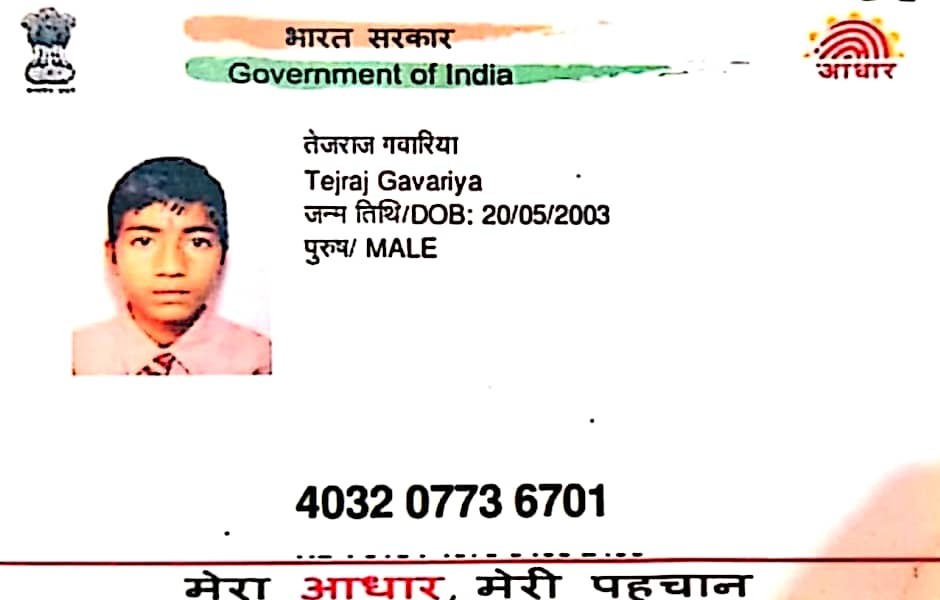 भारत सरकार
Government of India
आधार
तेजराज गवारिया
Tejraj Gavariya
जन्म तिथि/DOB: 20/05/2003
पुरुष/ MALE
4032 0773 6701
मेरा आधार, मेरी पहचान